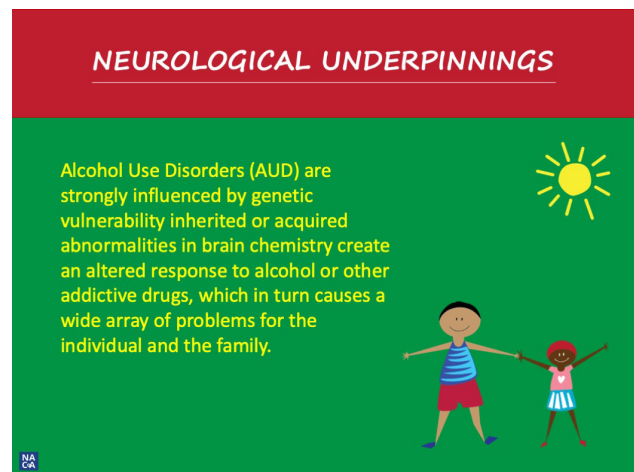 NEUROLOGICAL UNDERPINNINGS
Alcohol Use Disorders (AUD) are
strongly influenced by genetic
vulnerability inherited or acquired
abnormalities in brain chemistry create
an altered response to alcohol or other
addictive drugs, which in turn causes a
wide array of problems for the
individual and the family.
NA
CoA